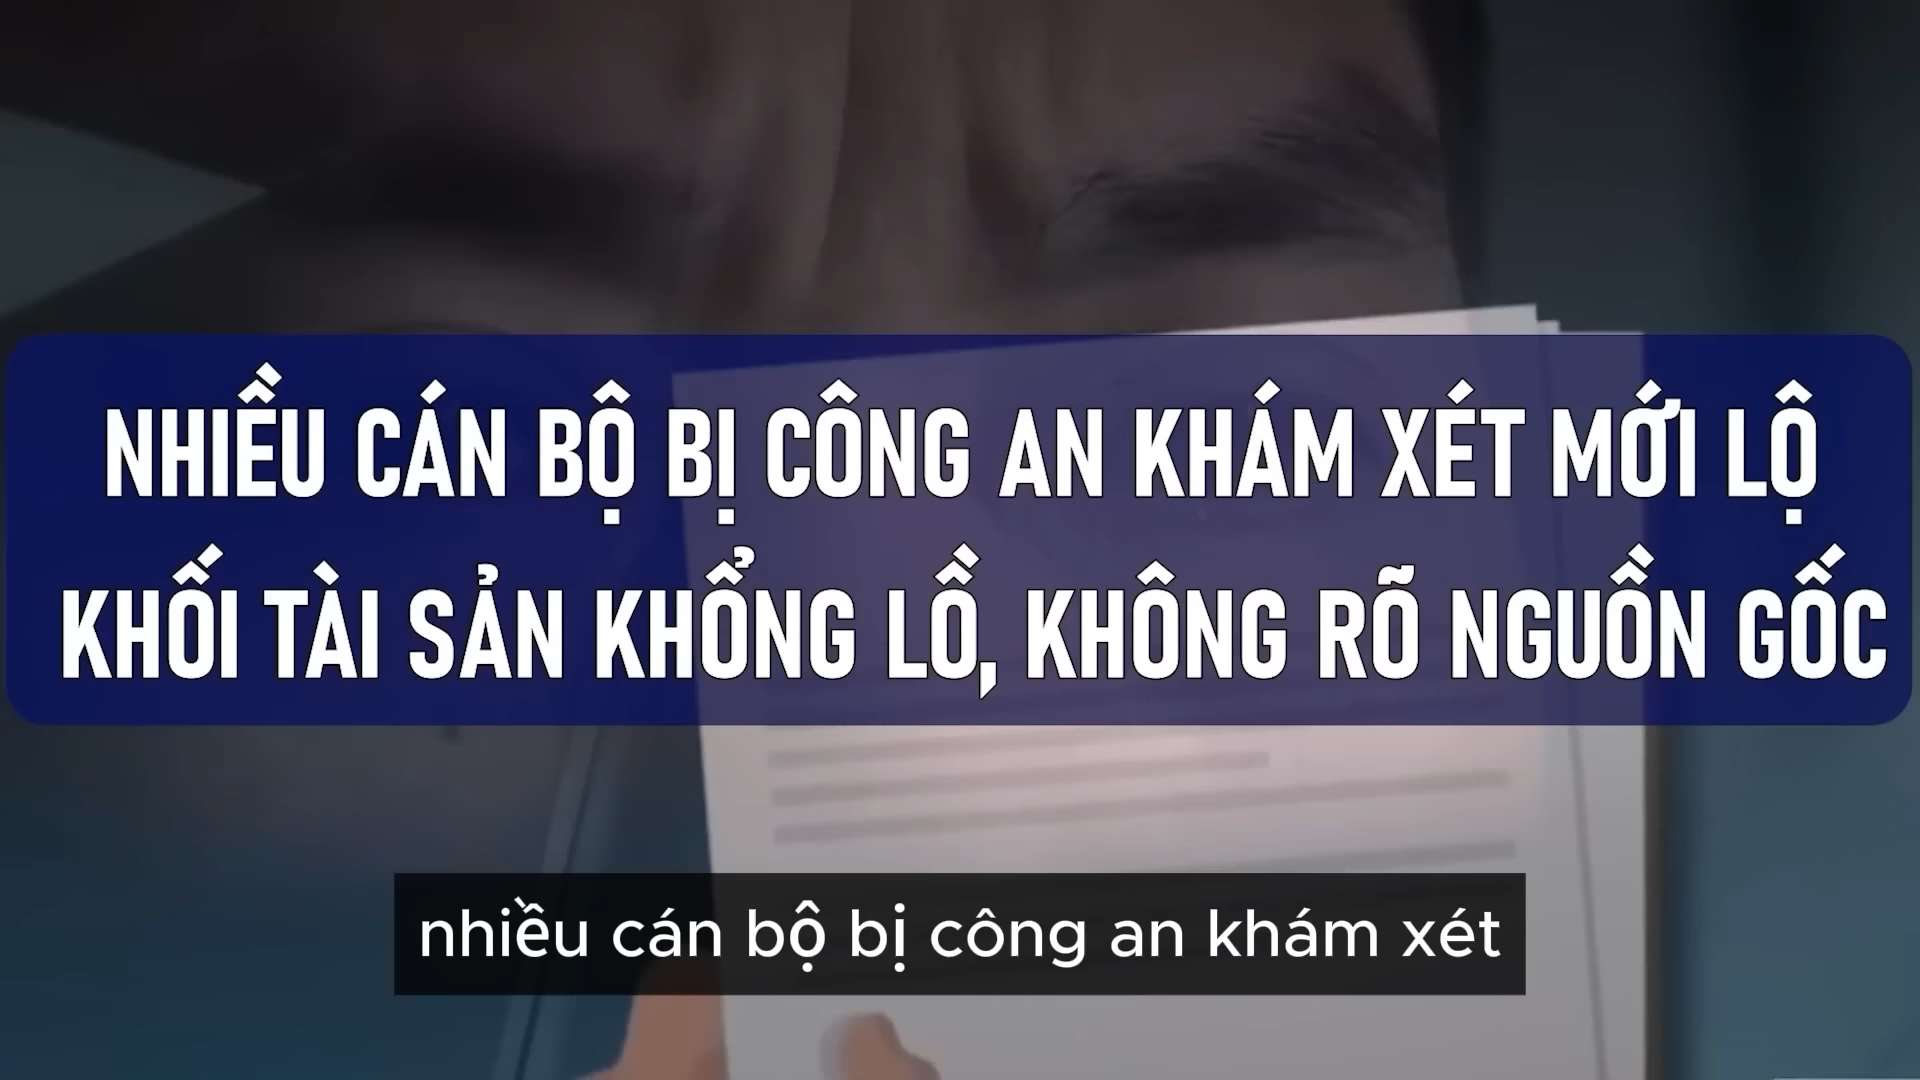 NHIỀU CÁN BỘ BỊ CÔNG AN KHÁM XÉT MỚI LỘ
KHỐI TÀI SẢN KHỔNG LỒ, KHÔNG RÕ NGUỒN GỐC
nhiều cán bộ bị công an khám xét